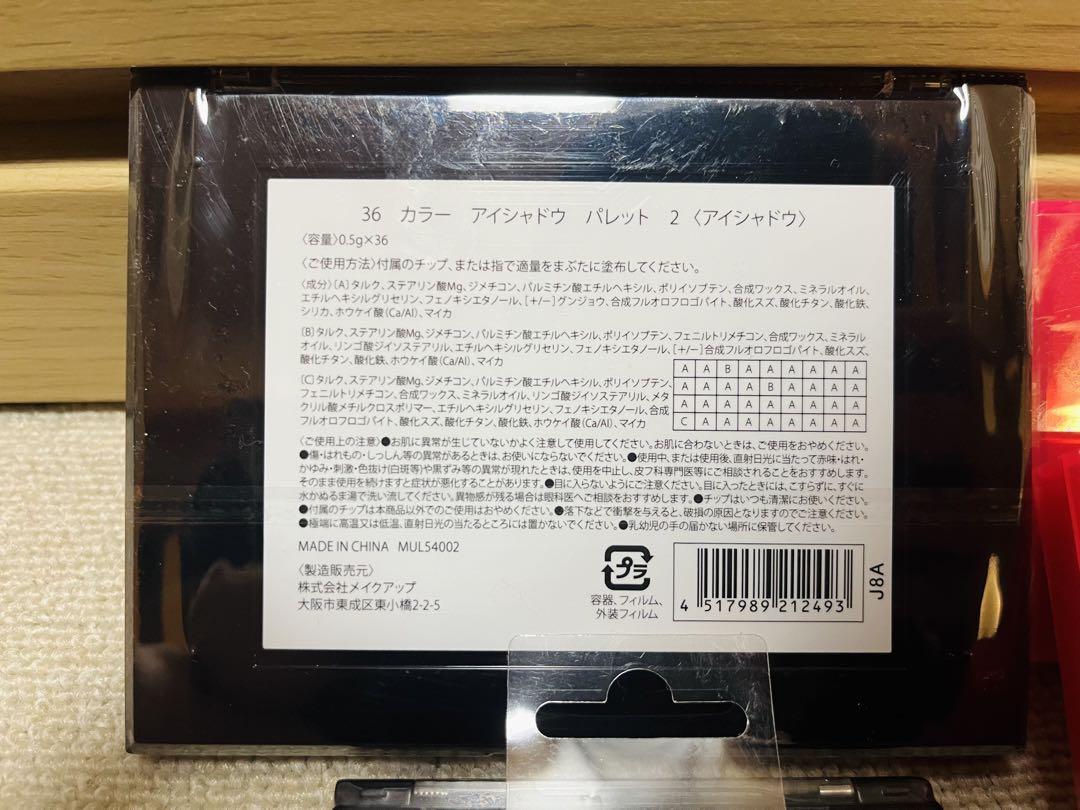 36 カラー アイシャドウ パレット 2 〈アイシャドウ〉
〈容量〉0.5g×36
〈ご使用方法〉付属のチップ、または指で適量をまぶたに塗布してください。
〈成分〉[A]タルク、ステアリン酸Mg、ジメチコン、パルミチン酸エチルヘキシル、ポリイソブテン、合成ワックス、ミネラルオイル、
エチルヘキシルグリセリン、フェノキシエタノール、[+/−]グンジョウ、合成フルオロフロゴパイト、酸化スズ、酸化チタン、酸化鉄、
シリカ、ホウケイ酸(Ca/Al)、マイカ
[B]タルク、ステアリン酸Mg、ジメチコン、パルミチン酸エチルヘキシル、ポリイソブテン、フェニルトリメチコン、合成ワックス、ミネラル
オイル、リンゴ酸ジイソステアリル、エチルヘキシルグリセリン、フェノキシエタノール、[+/−]合成フルオロフロゴパイト、酸化スズ、
酸化チタン、酸化鉄、ホウケイ酸(Ca/Al)、マイカ
[C]タルク、ステアリン酸Mg、ジメチコン、パルミチン酸エチルヘキシル、ポリイソブテン、
フェニルトリメチコン、合成ワックス、ミネラルオイル、リンゴ酸ジイソステアリル、メタ
クリル酸メチルクロスポリマー、エチルヘキシルグリセリン、フェノキシエタノール、合成
フルオロフロゴパイト、酸化スズ、酸化チタン、酸化鉄、ホウケイ酸(Ca/Al)、マイカ
A A B A A A A A A
A A A A B A A A A
A A A A A A A A A
C A A A A A A A A
〈ご使用上の注意〉●お肌に異常が生じていないかよく注意して使用してください。お肌に合わないときは、ご使用をおやめください。
●傷・はれもの・しっしん等の異常があるときは、お使いにならないでください。●使用中、または使用後、直射日光に当たって赤味・はれ・
かゆみ・刺激・色抜け(白斑等)や黒ずみ等の異常が現れたときは、使用を中止し、皮フ科専門医等にご相談されることをおすすめします。
そのまま使用を続けますと症状が悪化することがあります。●目に入らないようにご注意ください。目に入ったときには、こすらずに、すぐに
水かぬるま湯で洗い流してください。異物感が残る場合は眼科医へご相談をおすすめします。●チップはいつも清潔にお使いください。
●付属のチップは本商品以外でのご使用はおやめください。●落下などで衝撃を与えると、破損の原因となりますのでご注意ください。
●極端に高温又は低温、直射日光の当たるところには置かないでください。●乳幼児の手の届かない場所に保管してください。
MADE IN CHINA MUL54002
〈製造販売元〉
株式会社メイクアップ
大阪市東成区東小橋2-2-5
プラ
容器、フィルム、
外装フィルム
4 517989 212493
J8A